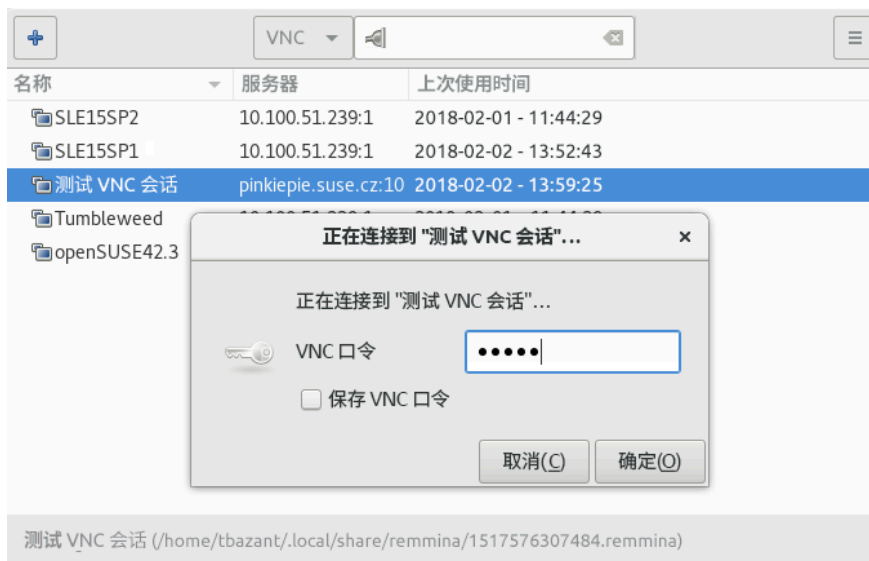 VNC
名称 服务器 上次使用时间
SLE15SP2 10.100.51.239:1 2018-02-01 - 11:44:29
SLE15SP1 10.100.51.239:1 2018-02-02 - 13:52:43
测试 VNC 会话 pinkiepie.suse.cz:10 2018-02-02 - 13:59:25
Tumbleweed
openSUSE42.3
正在连接到 "测试 VNC 会话"...
正在连接到 "测试 VNC 会话"...
VNC 口令 •••••
保存 VNC 口令
取消(C) 确定(O)
测试 VNC 会话 (/home/tbazant/.local/share/remmina/1517576307484.remmina)